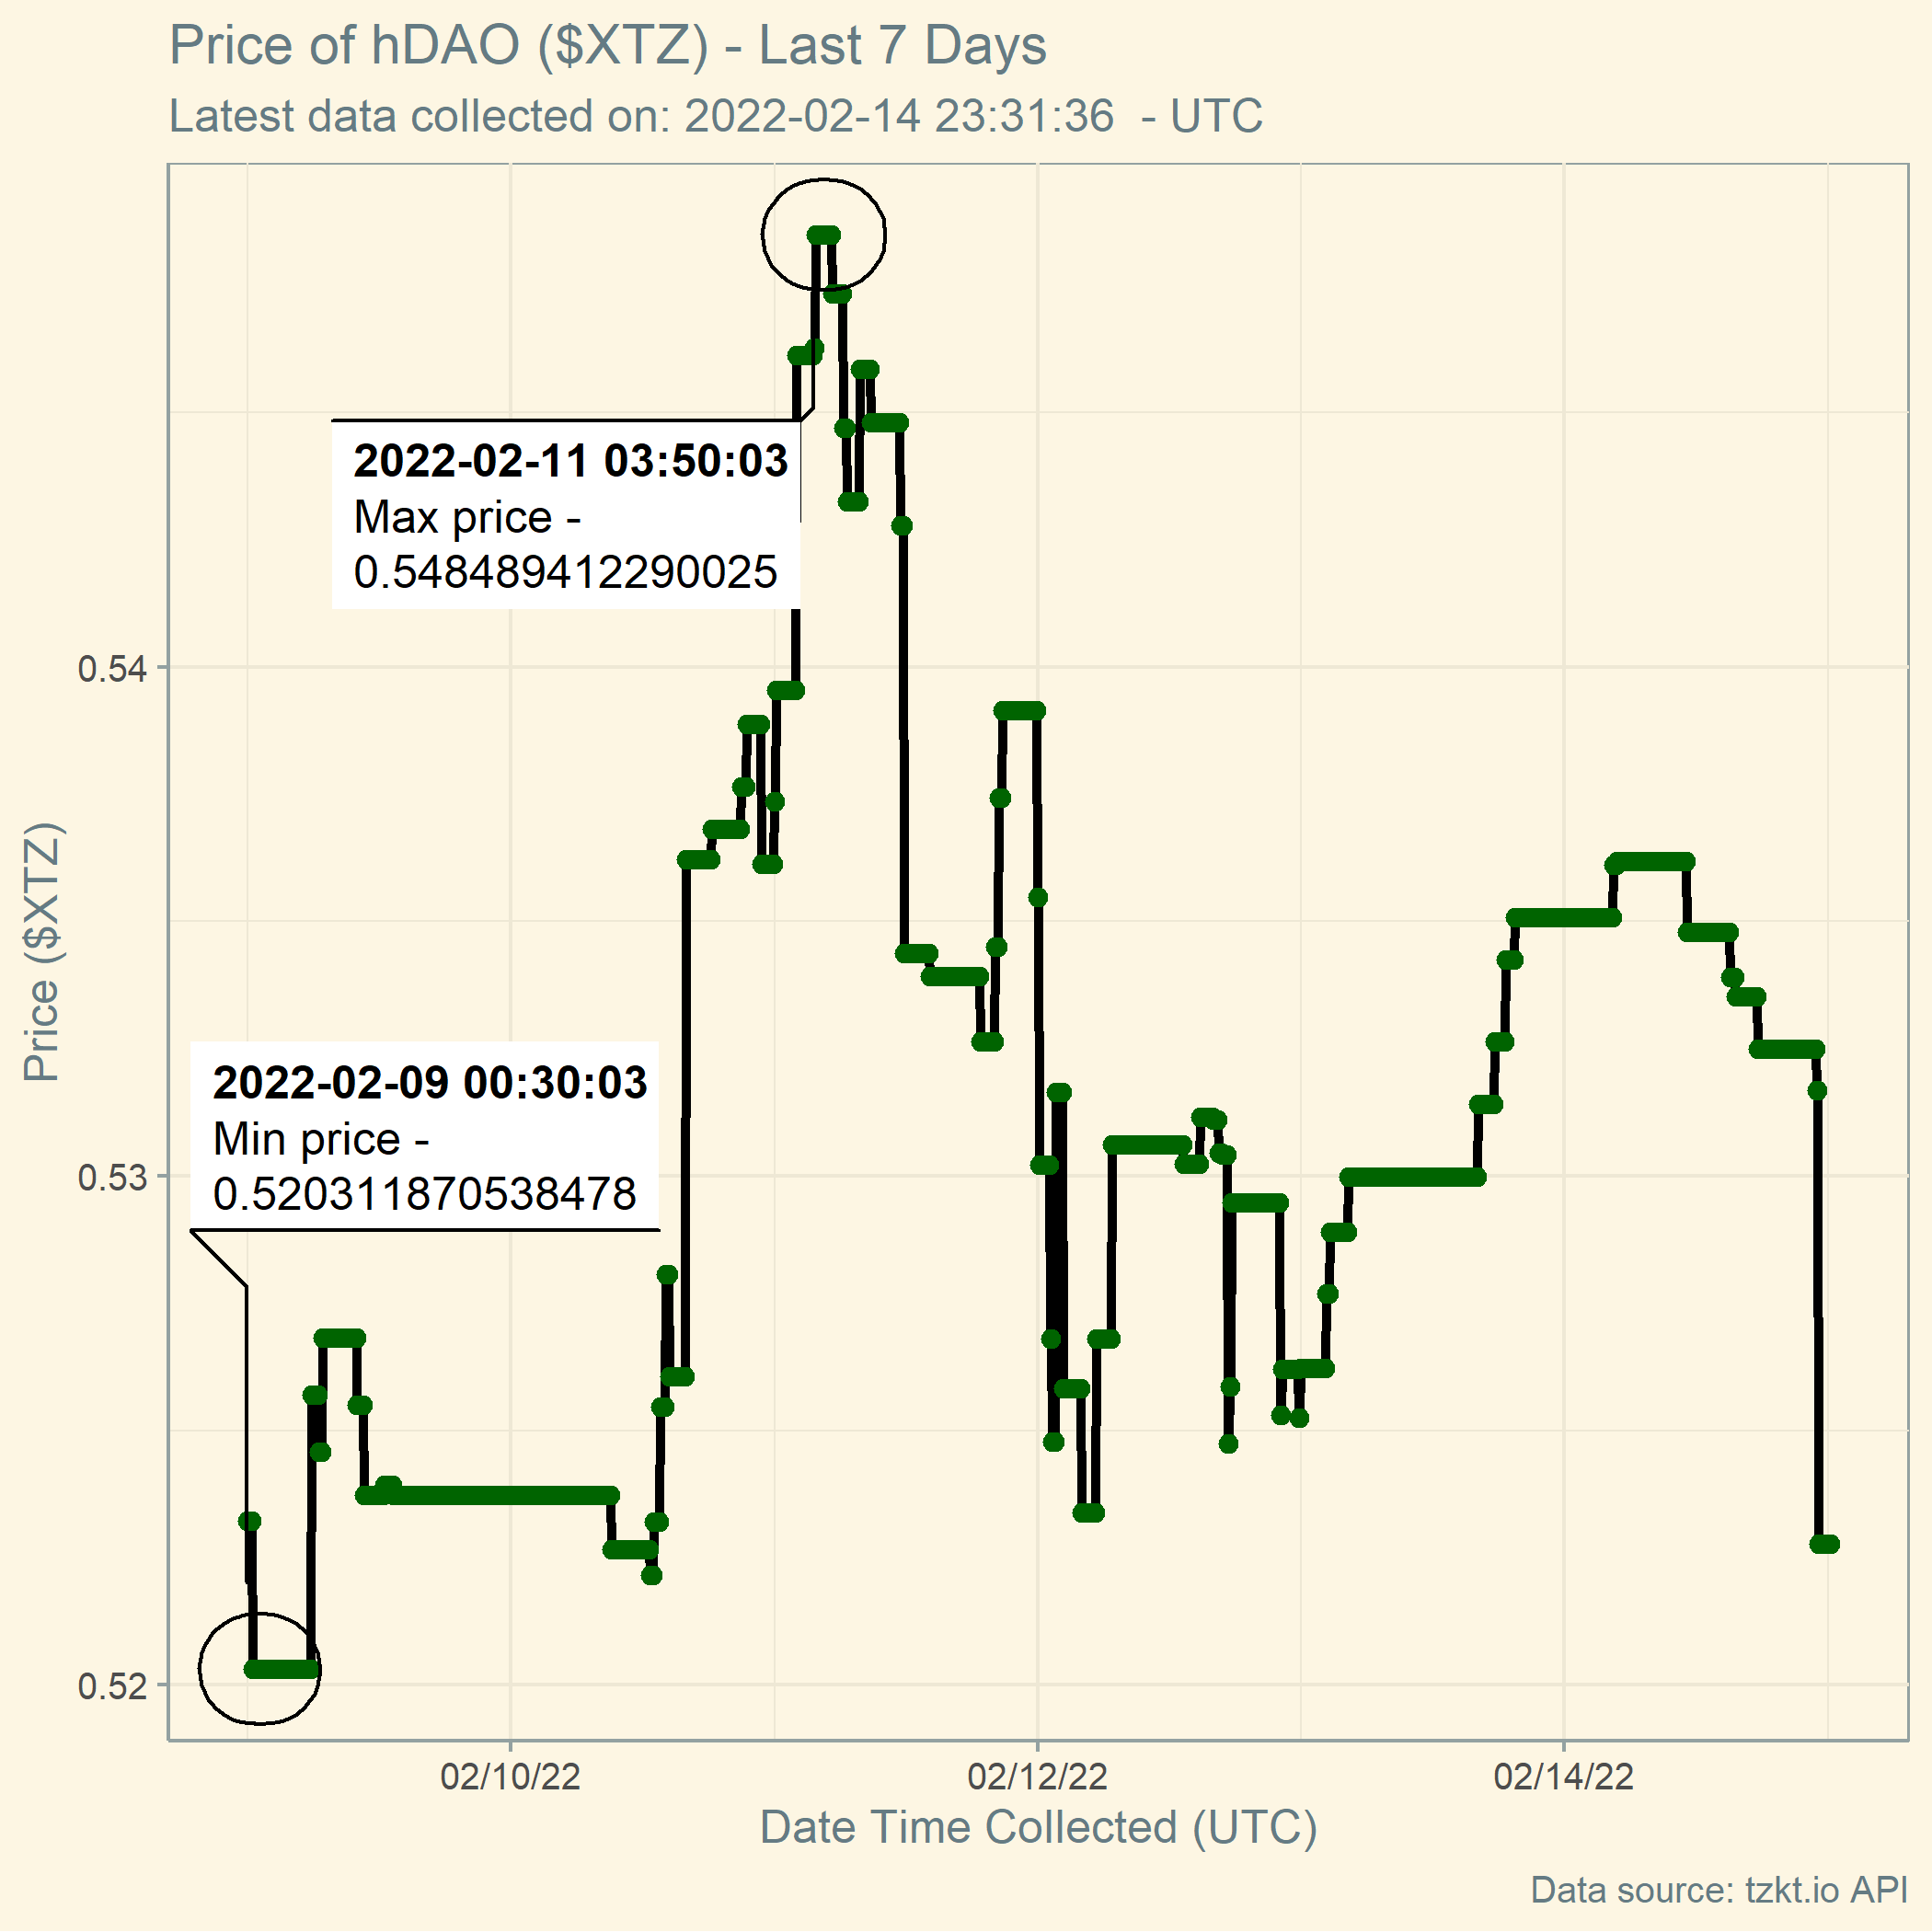 Price of hDAO ($XTZ) - Last 7 Days
Latest data collected on: 2022-02-14 23:31:36  - UTC
2022-02-11 03:50:03
Max price -
0.548489412290025
0.54
Price ($XTZ)
2022-02-09 00:30:03
Min price -
0.520311870538478
0.53
0.52
02/10/22
02/12/22
02/14/22
Date Time Collected (UTC)
Data source: tzkt.io API